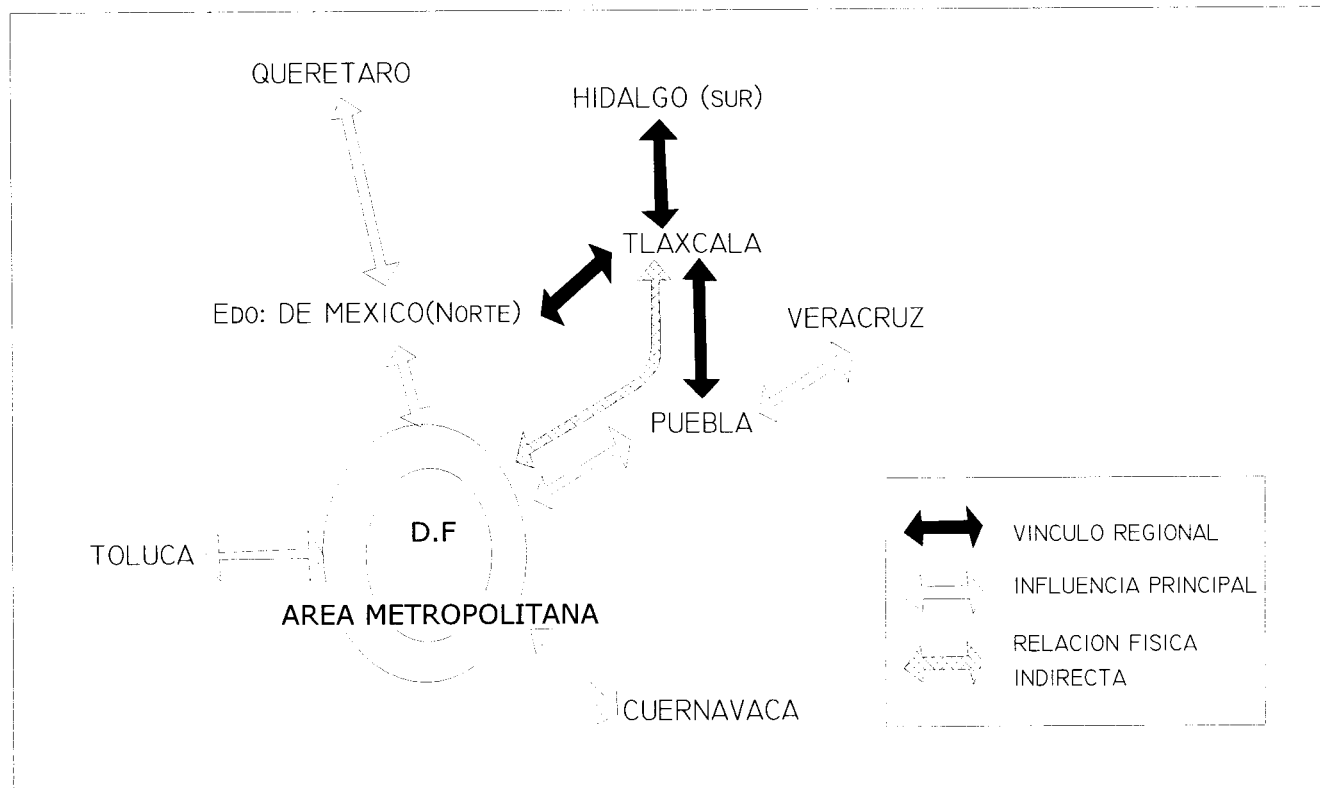 QUERETARO
HIDALGO (SUR)
TLAXCALA
EDO: DE MEXICO(NORTE)
VERACRUZ
PUEBLA
D.F
TOLUCA
AREA METROPOLITANA
CUERNAVACA
VINCULO REGIONAL
INFLUENCIA PRINCIPAL
RELACION FISICA
INDIRECTA